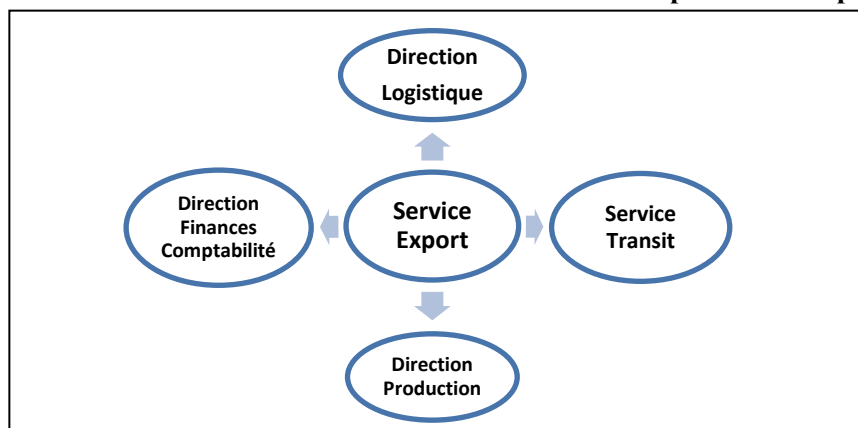 Direction
Logistique
Direction
Finances
Comptabilité
Service
Export
Service
Transit
Direction
Production